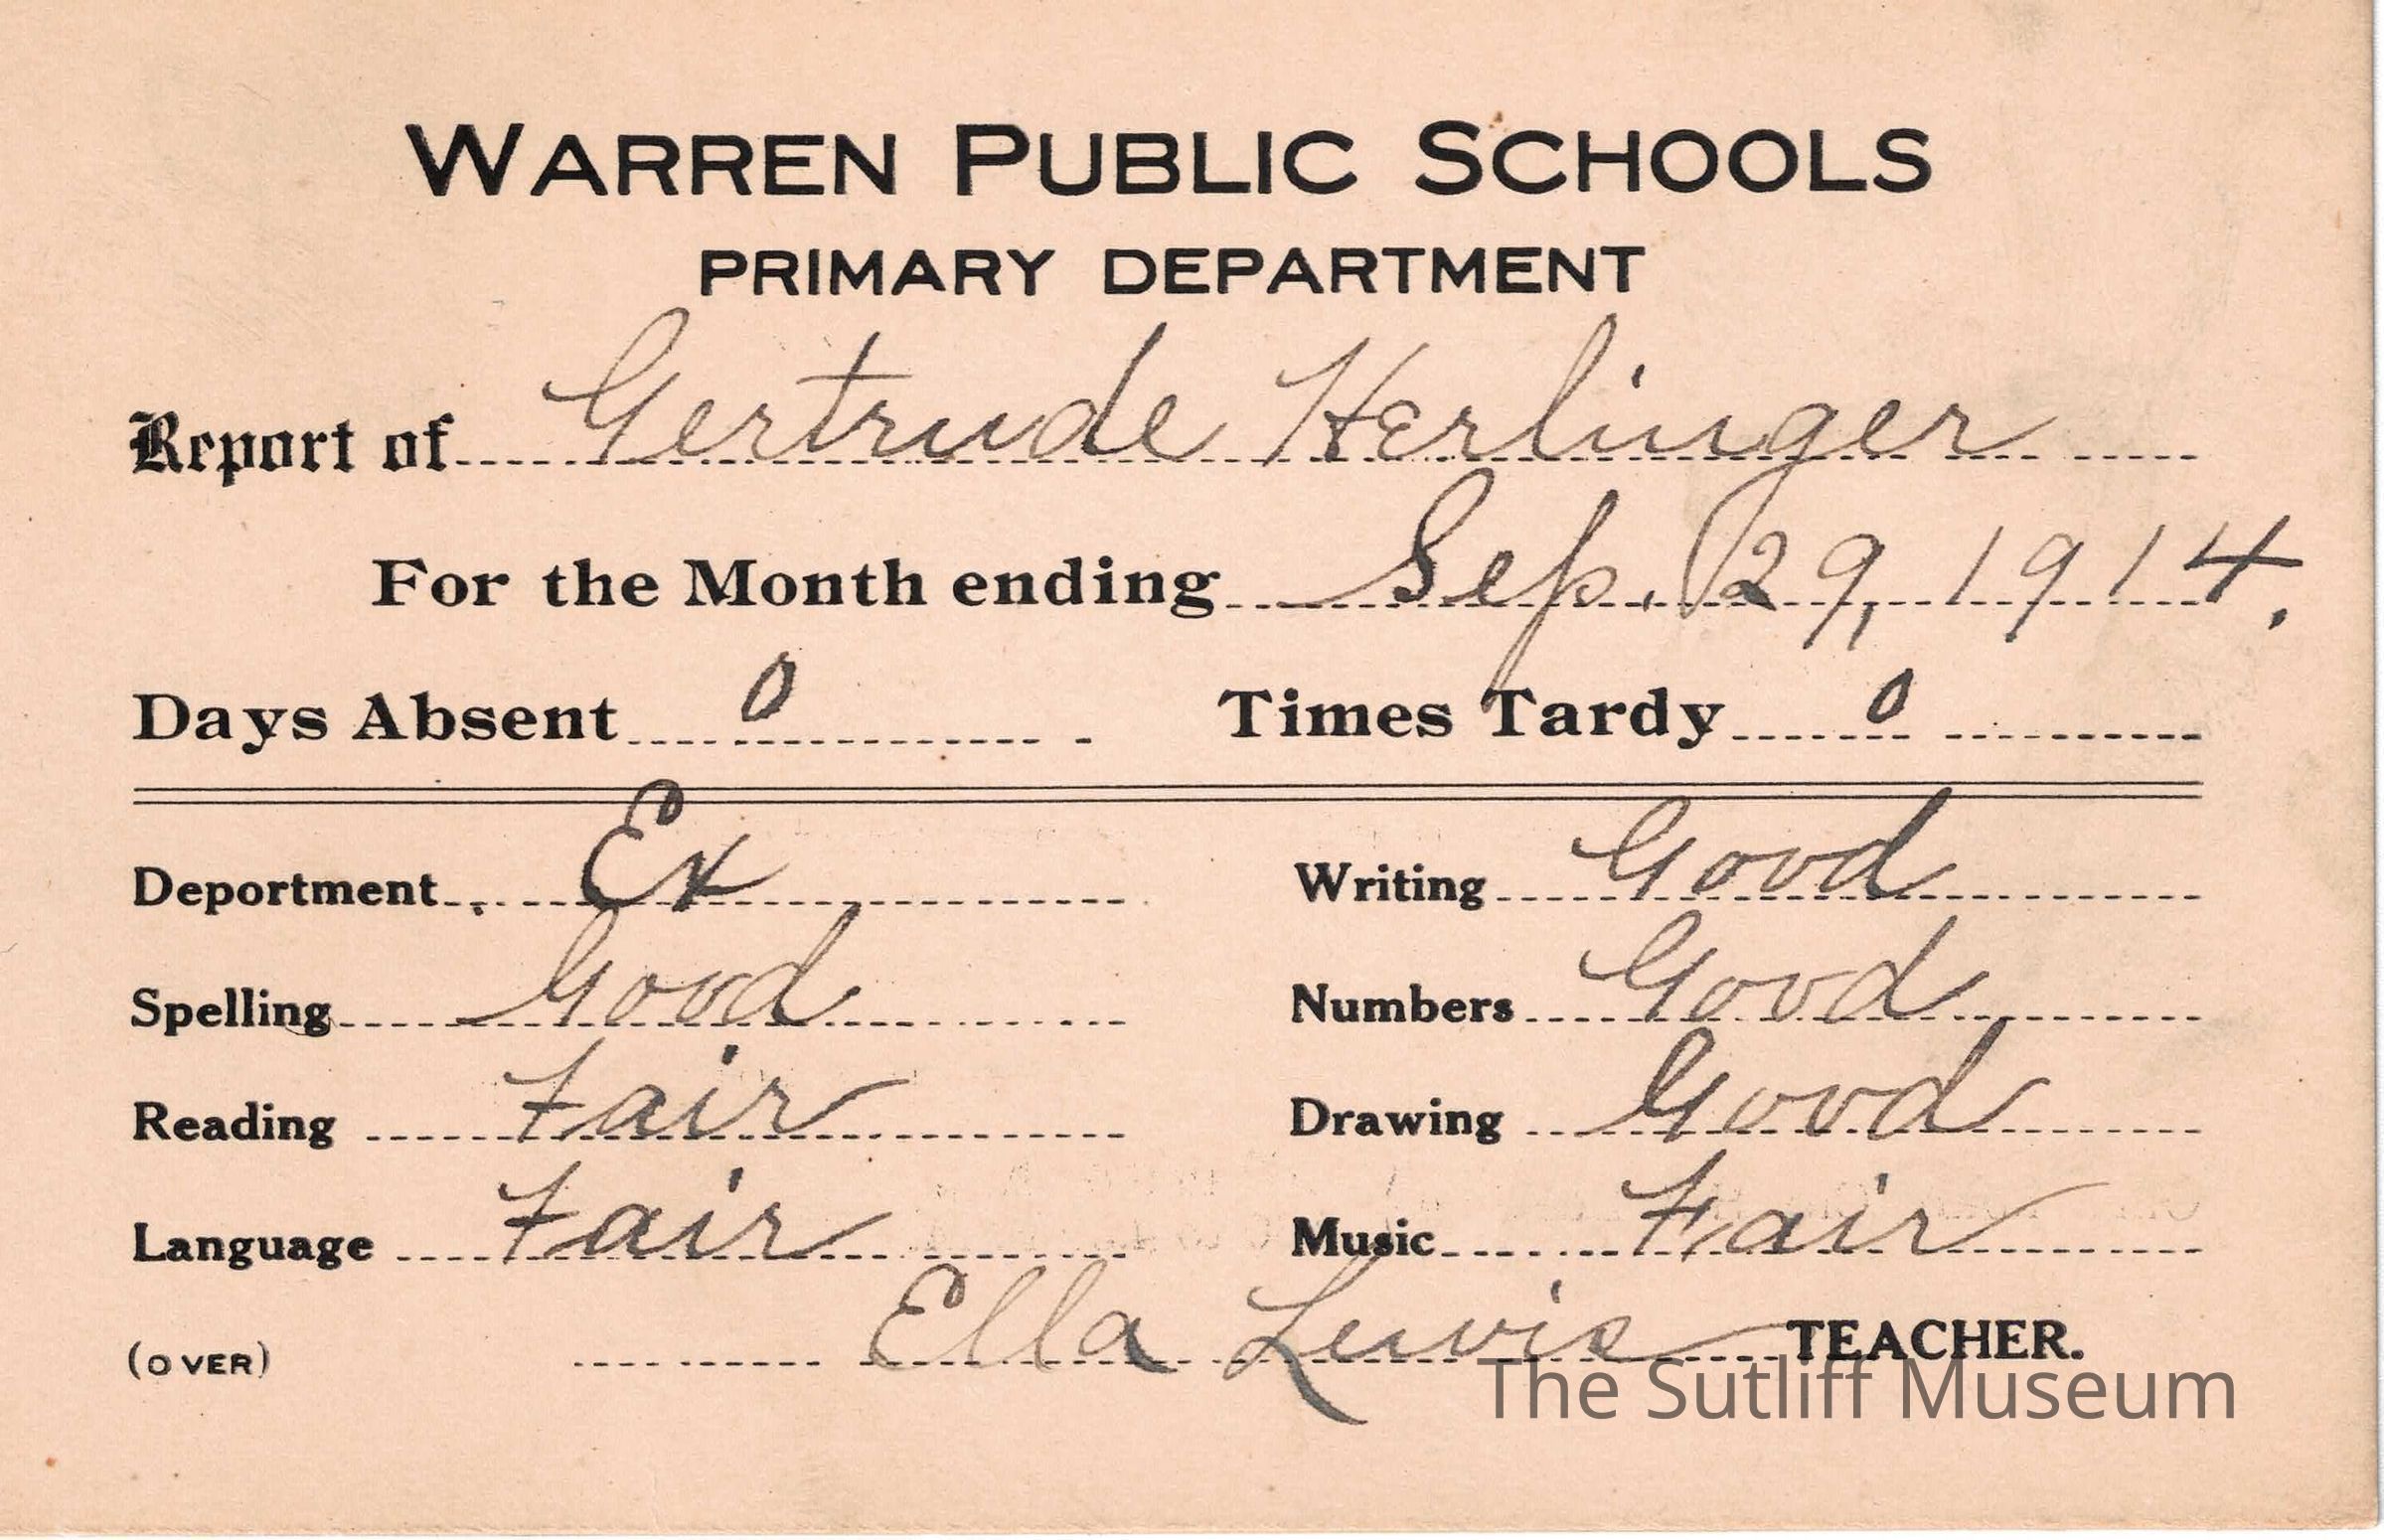 WARREN PUBLIC SCHOOLS
PRIMARY DEPARTMENT
Report of Gertrude Herlinger
For the Month ending Sep. 29, 1914.
Days Absent 0 Times Tardy 0
Deportment Ex Writing Good
Spelling Good Numbers Good
Reading Fair Drawing Good
Language Fair Music Fair
(OVER) Ella Lewis TEACHER.
The Sutliff Museum